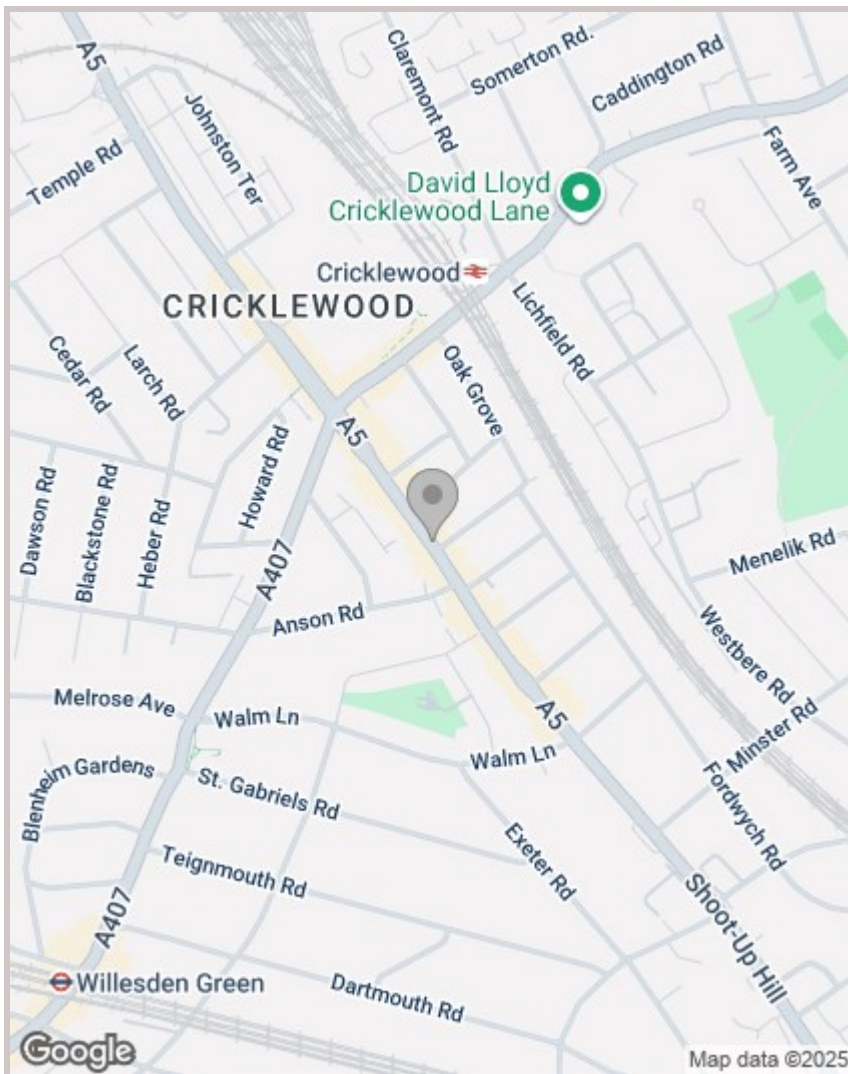 A5
Claremont Rd
Somerton Rd.
Caddington Rd
Johnston Ter
Temple Rd
Farm Ave
David Lloyd
Cricklewood Lane
Cricklewood
CRICKLEWOOD
Lichfield Rd
Cedar Rd
Larch Rd
Oak Grove
A5
Howard Rd
Dawson Rd
Blackstone Rd
Heber Rd
A407
Menelik Rd
Anson Rd
Westbere Rd
Melrose Ave
Walm Ln
A5
Minster Rd
Walm Ln
Blenheim Gardens
St. Gabriels Rd
Fordwych Rd
Exeter Rd
Teignmouth Rd
Shoot-Up Hill
A407
Willesden Green
Dartmouth Rd
Google
Map data ©2025